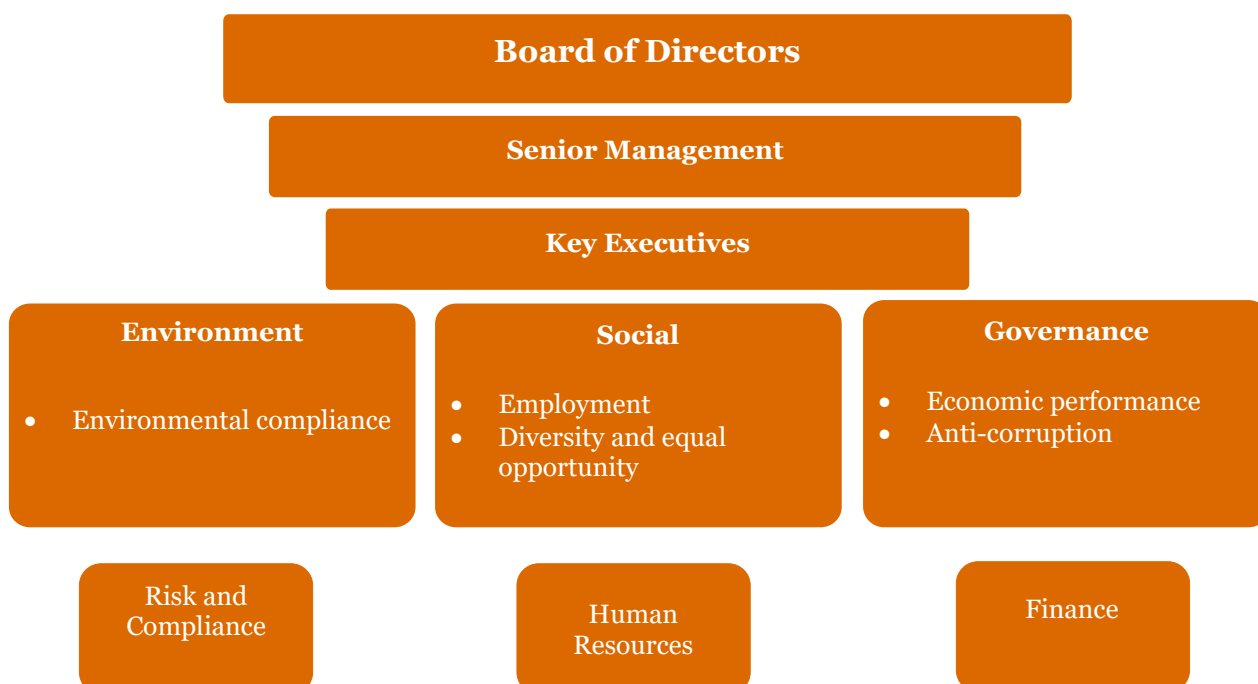 Board of Directors
Senior Management
Key Executives
Environment
• Environmental compliance
Social
• Employment
• Diversity and equal
opportunity
Governance
• Economic performance
• Anti-corruption
Risk and
Compliance
Human
Resources
Finance